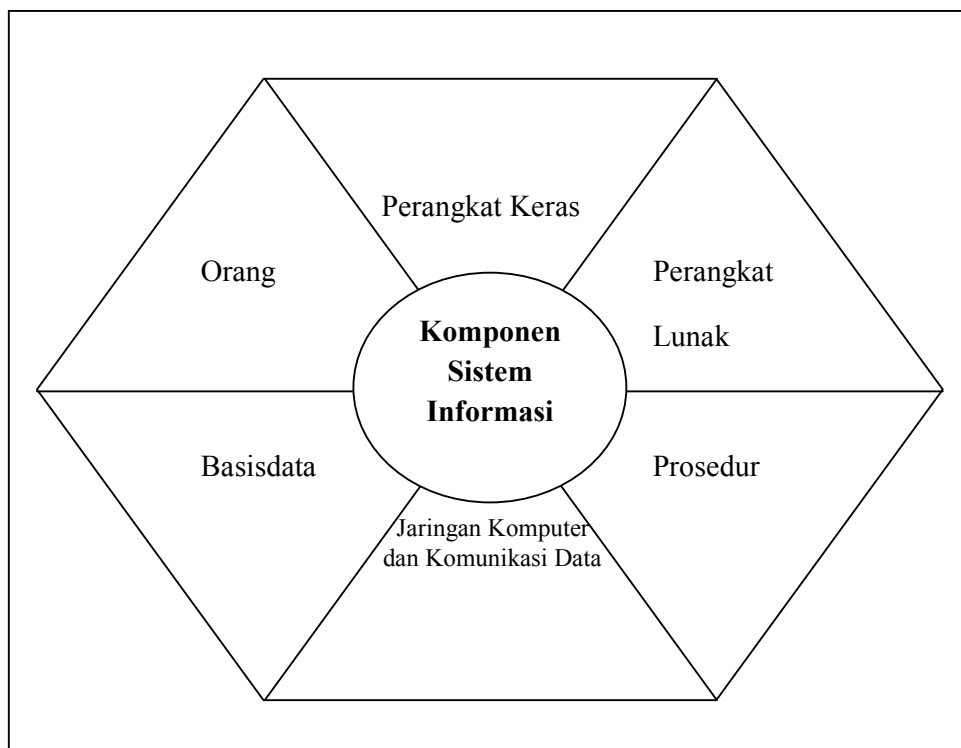 Perangkat Keras
Orang
Perangkat
Lunak
Komponen
Sistem
Informasi
Basisdata
Prosedur
Jaringan Komputer
dan Komunikasi Data